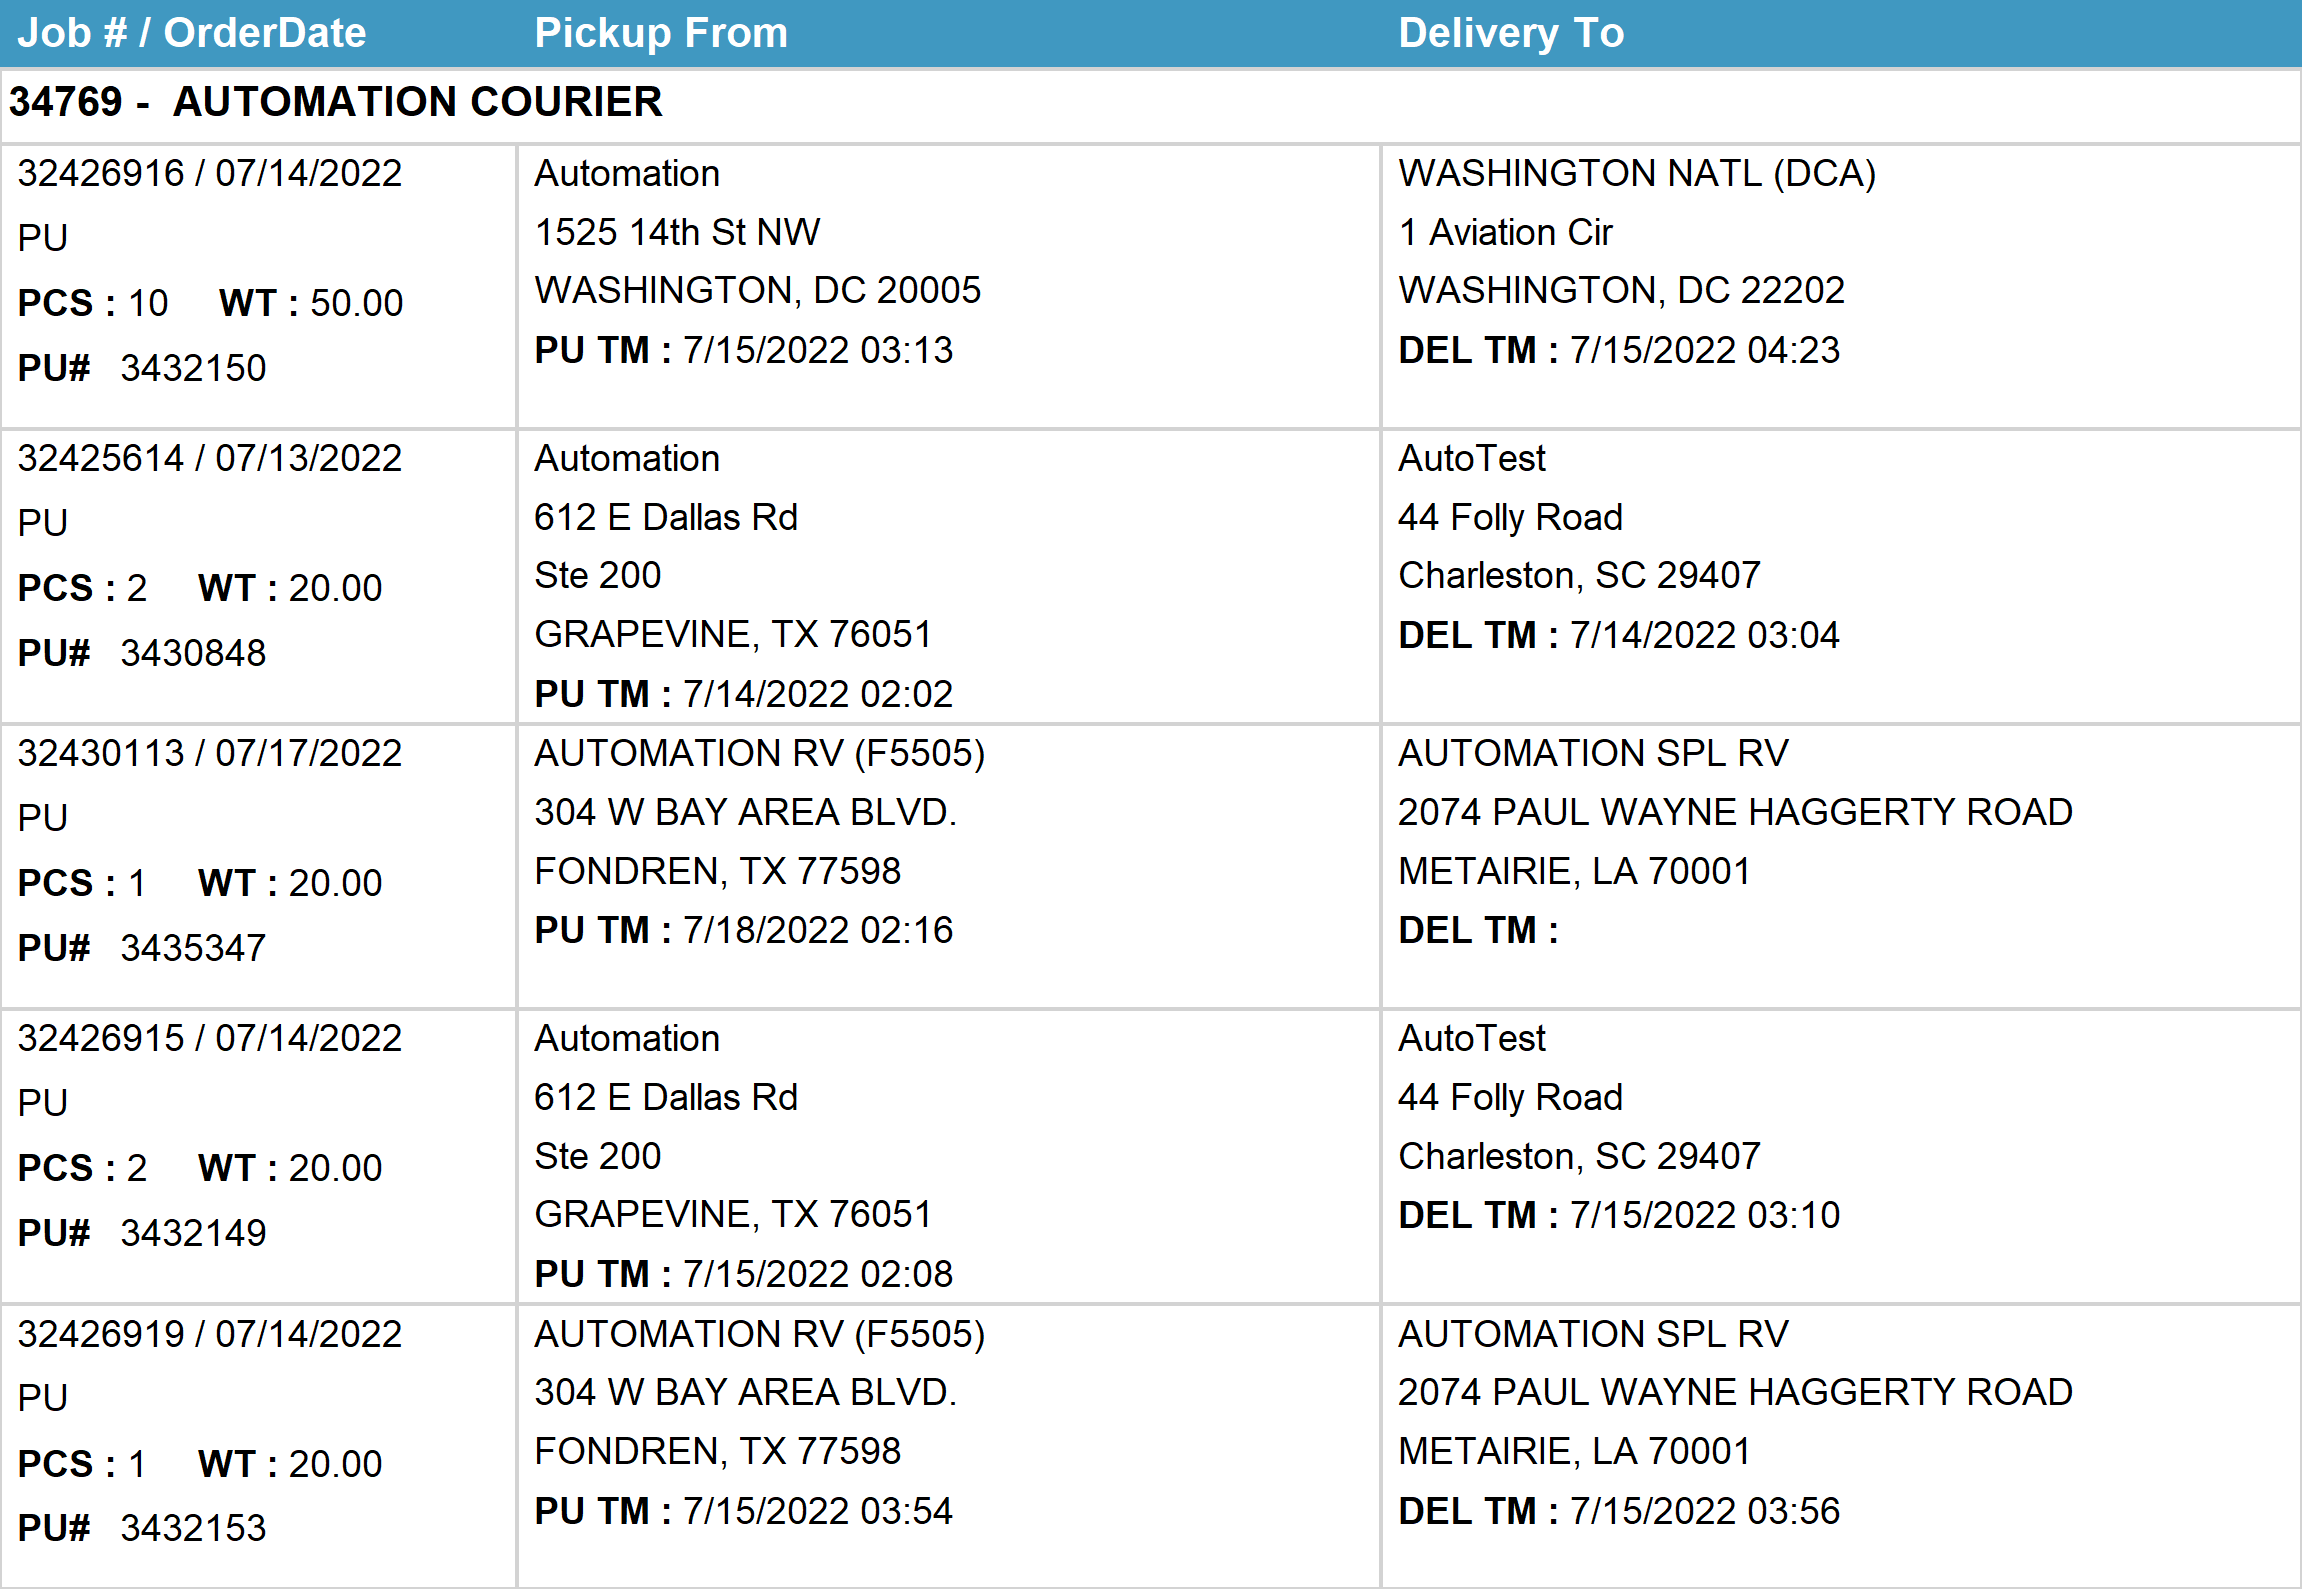 Job # / OrderDate Pickup From Delivery To
34769 - AUTOMATION COURIER
32426916 / 07/14/2022
PU
PCS : 10 WT : 50.00
PU# 3432150
Automation
1525 14th St NW
WASHINGTON, DC 20005
PU TM : 7/15/2022 03:13
WASHINGTON NATL (DCA)
1 Aviation Cir
WASHINGTON, DC 22202
DEL TM : 7/15/2022 04:23
32425614 / 07/13/2022
PU
PCS : 2 WT : 20.00
PU# 3430848
Automation
612 E Dallas Rd
Ste 200
GRAPEVINE, TX 76051
PU TM : 7/14/2022 02:02
AutoTest
44 Folly Road
Charleston, SC 29407
DEL TM : 7/14/2022 03:04
32430113 / 07/17/2022
PU
PCS : 1 WT : 20.00
PU# 3435347
AUTOMATION RV (F5505)
304 W BAY AREA BLVD.
FONDREN, TX 77598
PU TM : 7/18/2022 02:16
AUTOMATION SPL RV
2074 PAUL WAYNE HAGGERTY ROAD
METAIRIE, LA 70001
DEL TM :
32426915 / 07/14/2022
PU
PCS : 2 WT : 20.00
PU# 3432149
Automation
612 E Dallas Rd
Ste 200
GRAPEVINE, TX 76051
PU TM : 7/15/2022 02:08
AutoTest
44 Folly Road
Charleston, SC 29407
DEL TM : 7/15/2022 03:10
32426919 / 07/14/2022
PU
PCS : 1 WT : 20.00
PU# 3432153
AUTOMATION RV (F5505)
304 W BAY AREA BLVD.
FONDREN, TX 77598
PU TM : 7/15/2022 03:54
AUTOMATION SPL RV
2074 PAUL WAYNE HAGGERTY ROAD
METAIRIE, LA 70001
DEL TM : 7/15/2022 03:56